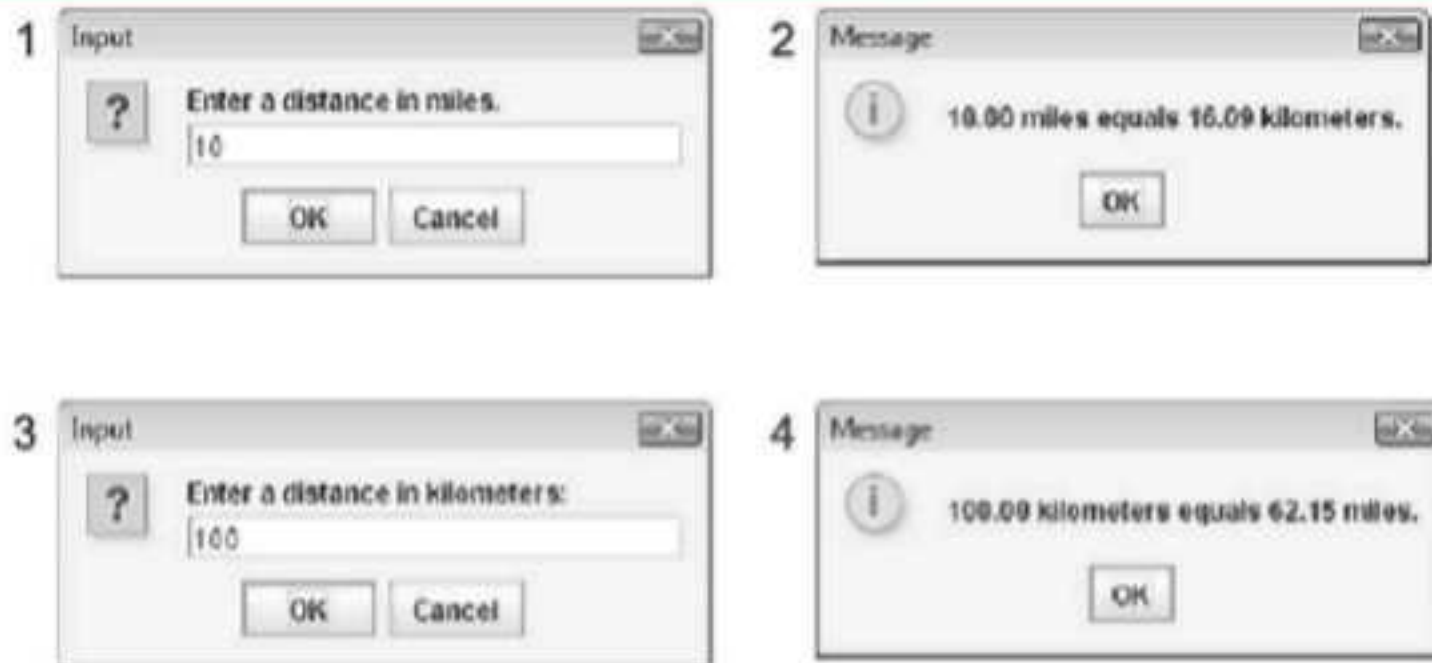 1
Input
Enter a distance in miles.
10
OK
Cancel
2
Message
10.00 miles equals 16.09 kilometers.
OK
3
Input
Enter a distance in kilometers:
100
OK
Cancel
4
Message
100.00 kilometers equals 62.15 miles.
OK